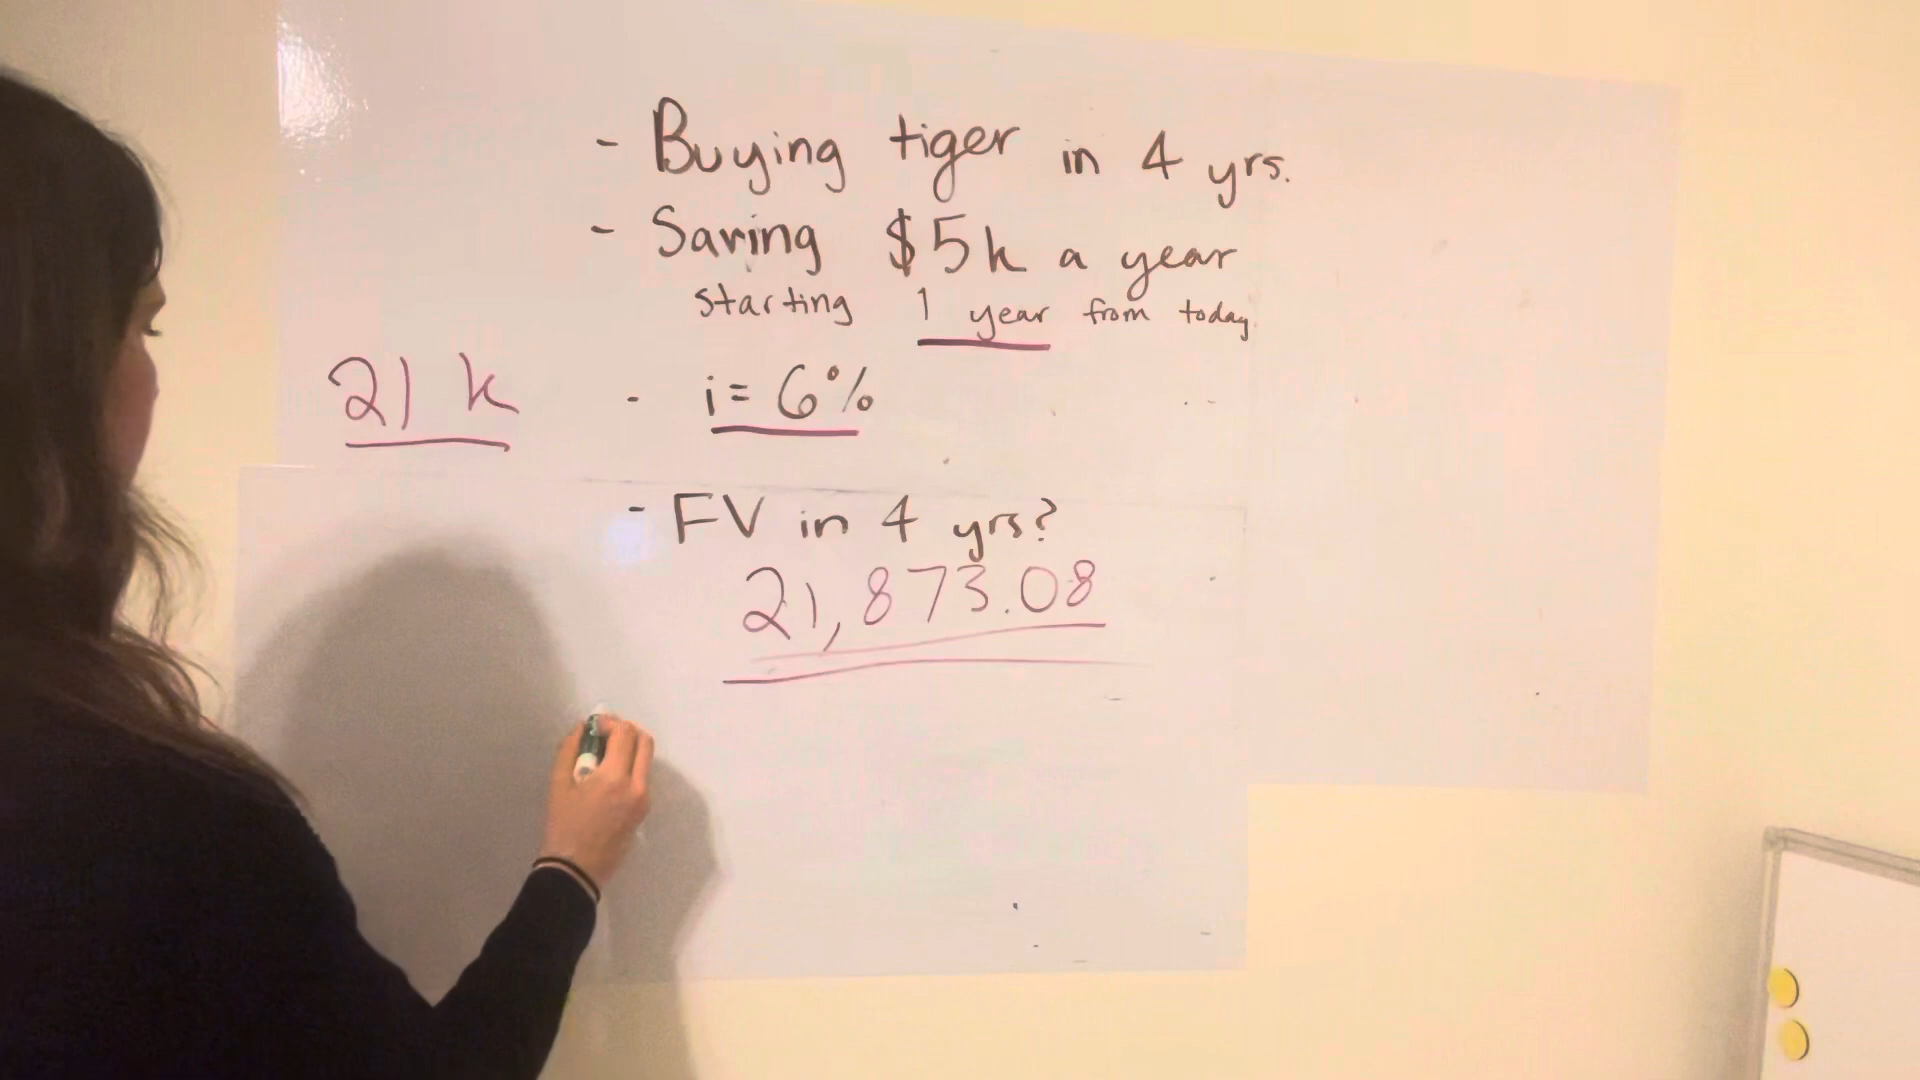 - Buying tiger in 4 yrs.
- Saving $5k a year
starting 1 year from today
21 k
- i= 6%
- FV in 4 yrs?
21,873.08